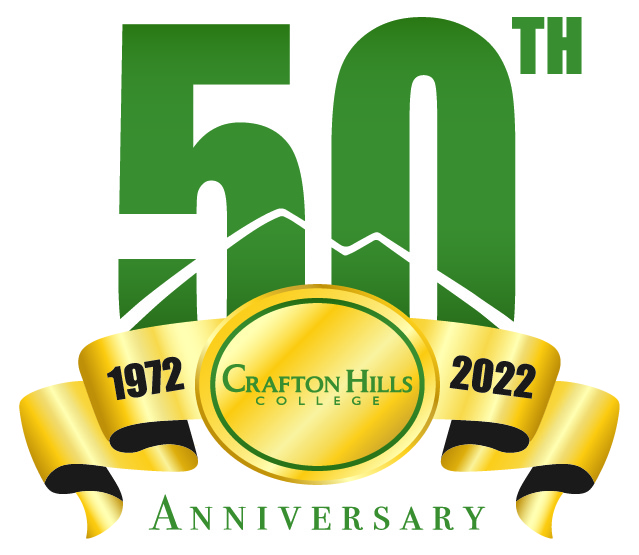 50TH
1972
CRAFTON HILLS
COLLEGE
2022
ANNIVERSARY